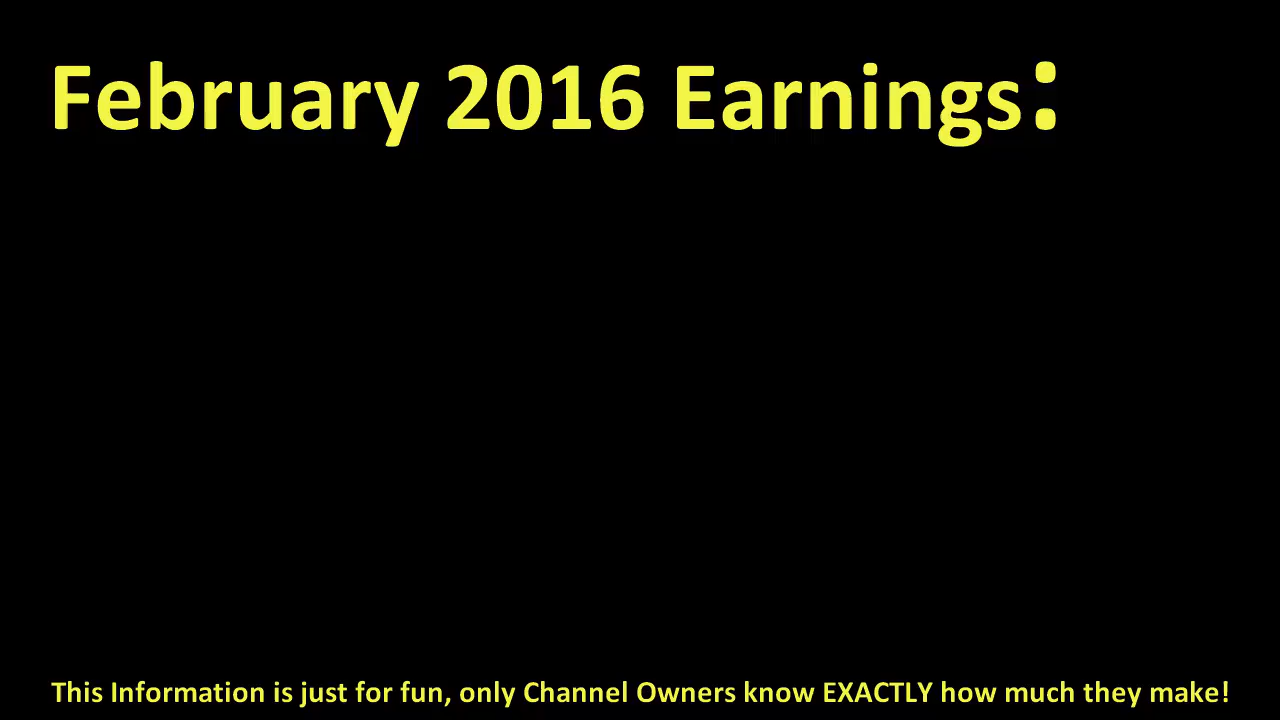 February 2016 Earnings:
This Information is just for fun, only Channel Owners know EXACTLY how much they make!